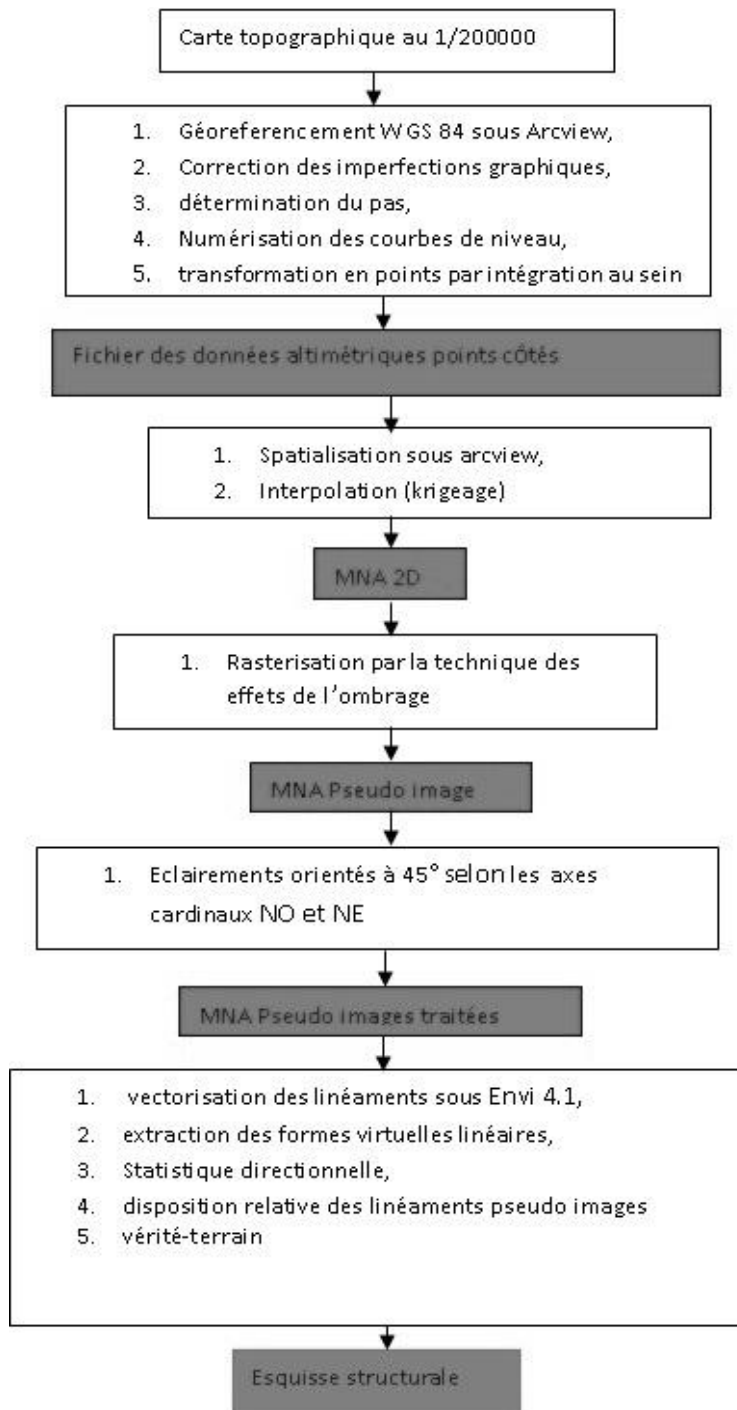 Carte topographique au 1/200000
1. Géoreferencement WGS 84 sous Arcview,
2. Correction des imperfections graphiques,
3. détermination du pas,
4. Numérisation des courbes de niveau,
5. transformation en points par intégration au sein
Fichier des données altimétriques points cÔtés
1. Spatialisation sous arcview,
2. Interpolation (krigeage)
MNA 2D
1. Rasterisation par la technique des
effets de l'ombrage
MNA Pseudo image
1. Eclairements orientés à 45° selon les axes
cardinaux NO et NE
MNA Pseudo images traitées
1. vectorisation des linéaments sous Envi 4.1,
2. extraction des formes virtuelles linéaires,
3. Statistique directionnelle,
4. disposition relative des linéaments pseudo images
5. vérité-terrain
Esquisse structurale